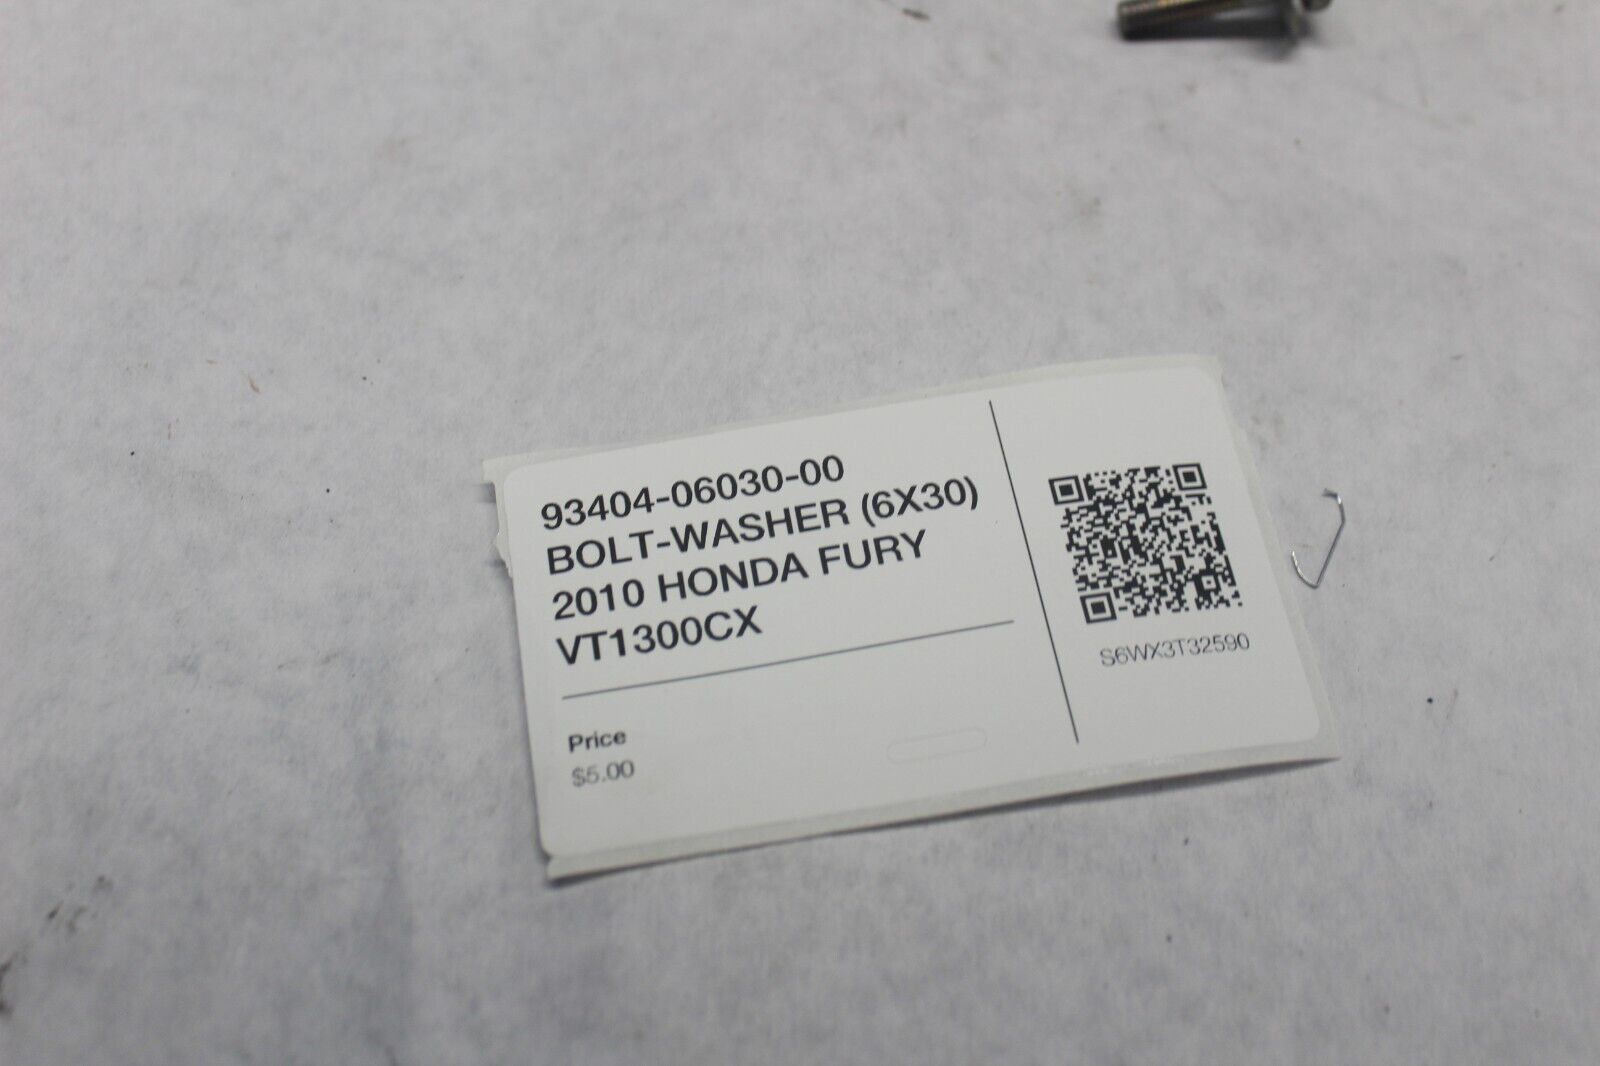 93404-06030-00
BOLT-WASHER (6X30)
2010 HONDA FURY
VT1300CX
Price
$5.00
S6WX3T32590